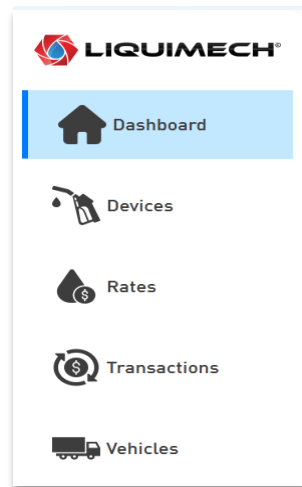 LIQUIMECH®
Dashboard
Devices
Rates
Transactions
Vehicles